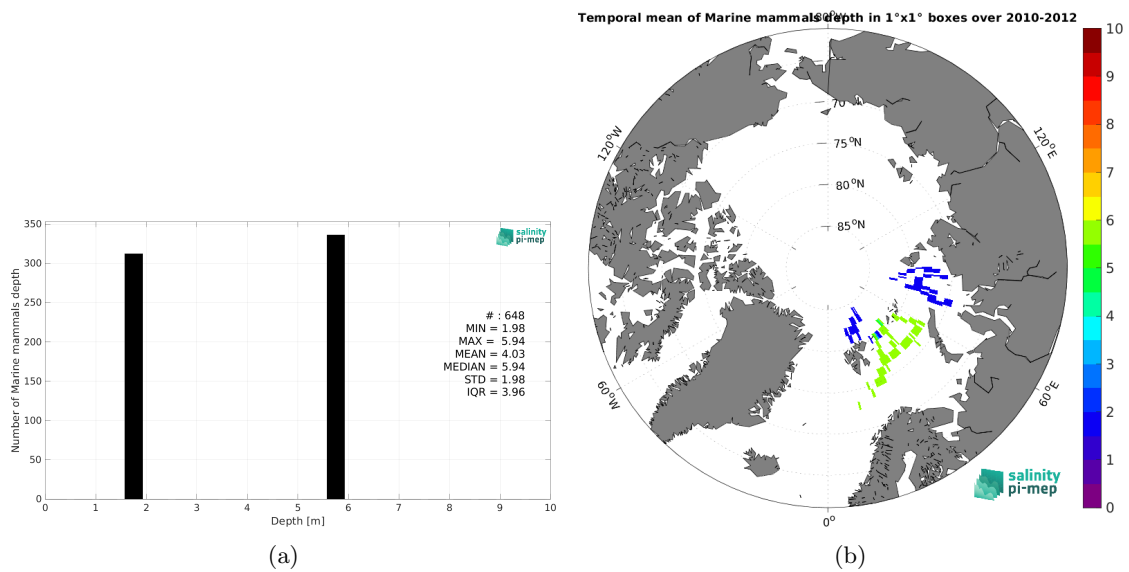 Number of Marine mammals depth
350
300
250
200
150
100
50
0
0 1 2 3 4 5 6 7 8 9 10
Depth [m]
salinity
pi-mep
# : 648
MIN = 1.98
MAX = 5.94
MEAN = 4.03
MEDIAN = 5.94
STD = 1.98
IQR = 3.96
(a)
Temporal mean of Marine mammals depth in 1°x1° boxes over 2010-2012
180°
120°W
120°E
60°W
60°E
0°
70
75°N
80°N
85°N
salinity
pi-mep
10
9
8
7
6
5
4
3
2
1
0
(b)